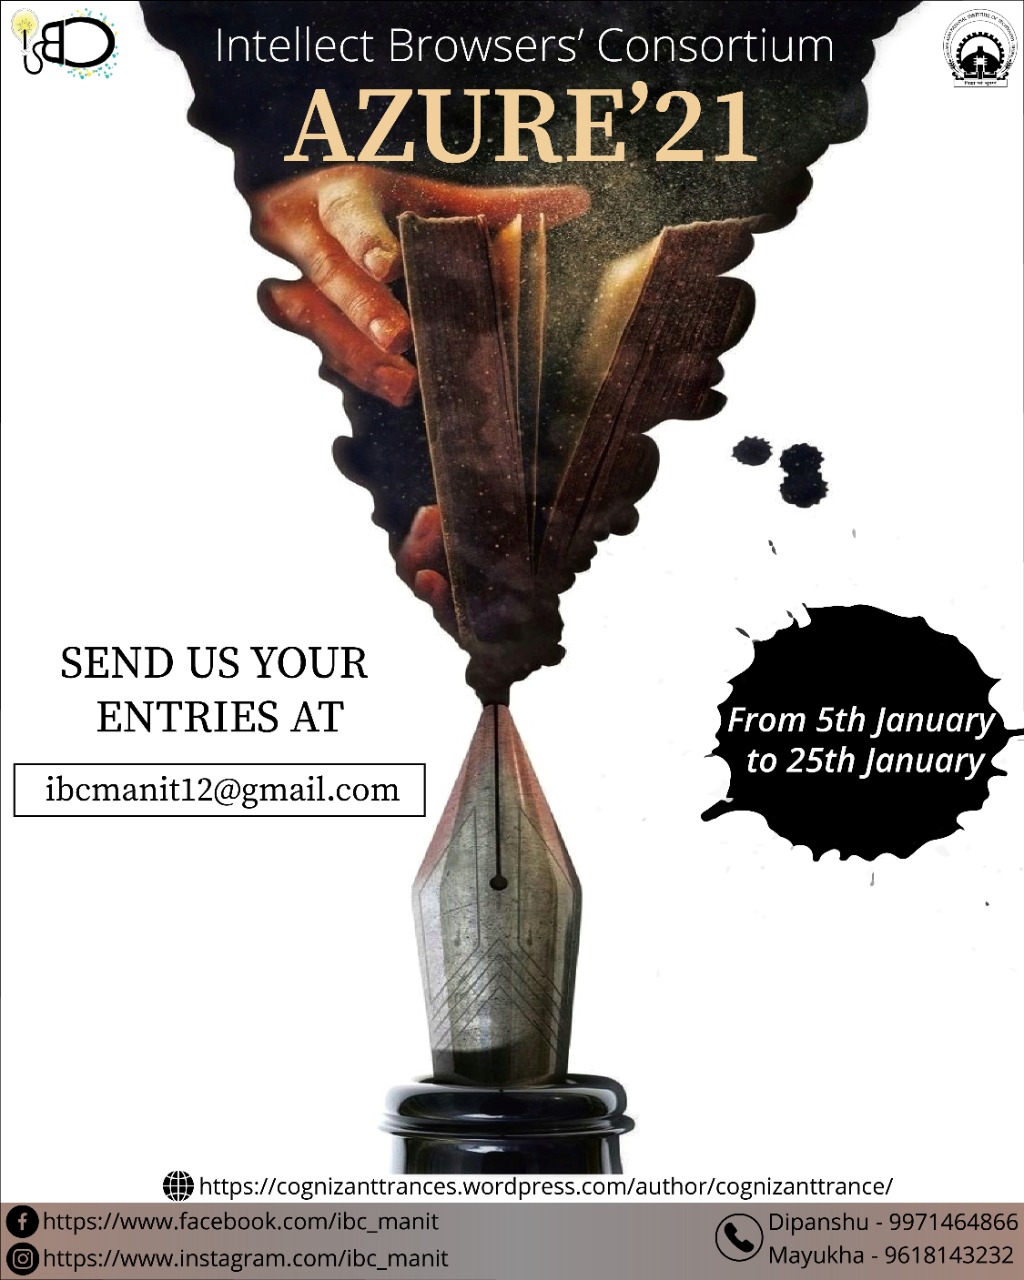 Intellect Browsers’ Consortium
AZURE’21
SEND US YOUR
ENTRIES AT
ibcmanit12@gmail.com
From 5th January
to 25th January
https://cognizanttrances.wordpress.com/author/cognizanttrance/
https://www.facebook.com/ibc_manit
https://www.instagram.com/ibc_manit
Dipanshu - 9971464866
Mayukha - 9618143232